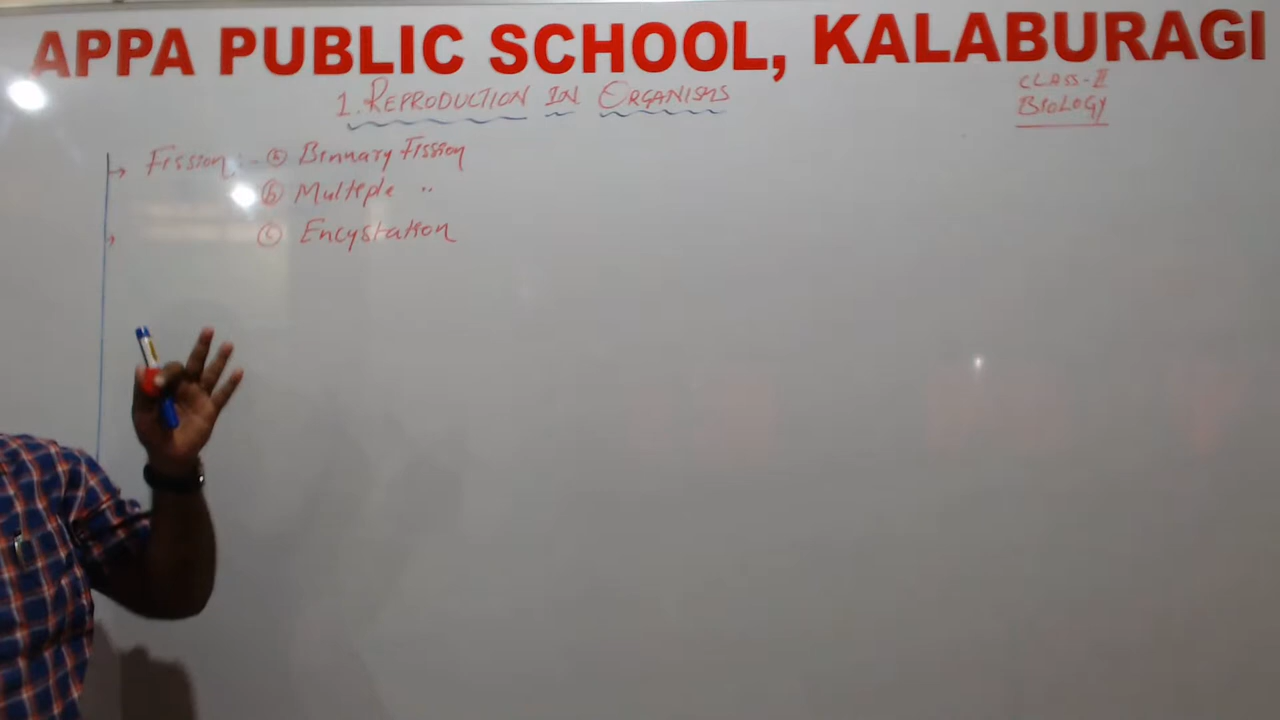 APPA PUBLIC SCHOOL, KALABURAGI
1. REPRODUCTION IN ORGANISMS
CLASS-II
BIOLOGY
Fission:- ⓐ Binnary Fission
ⓑ Multiple "
ⓒ Encystation